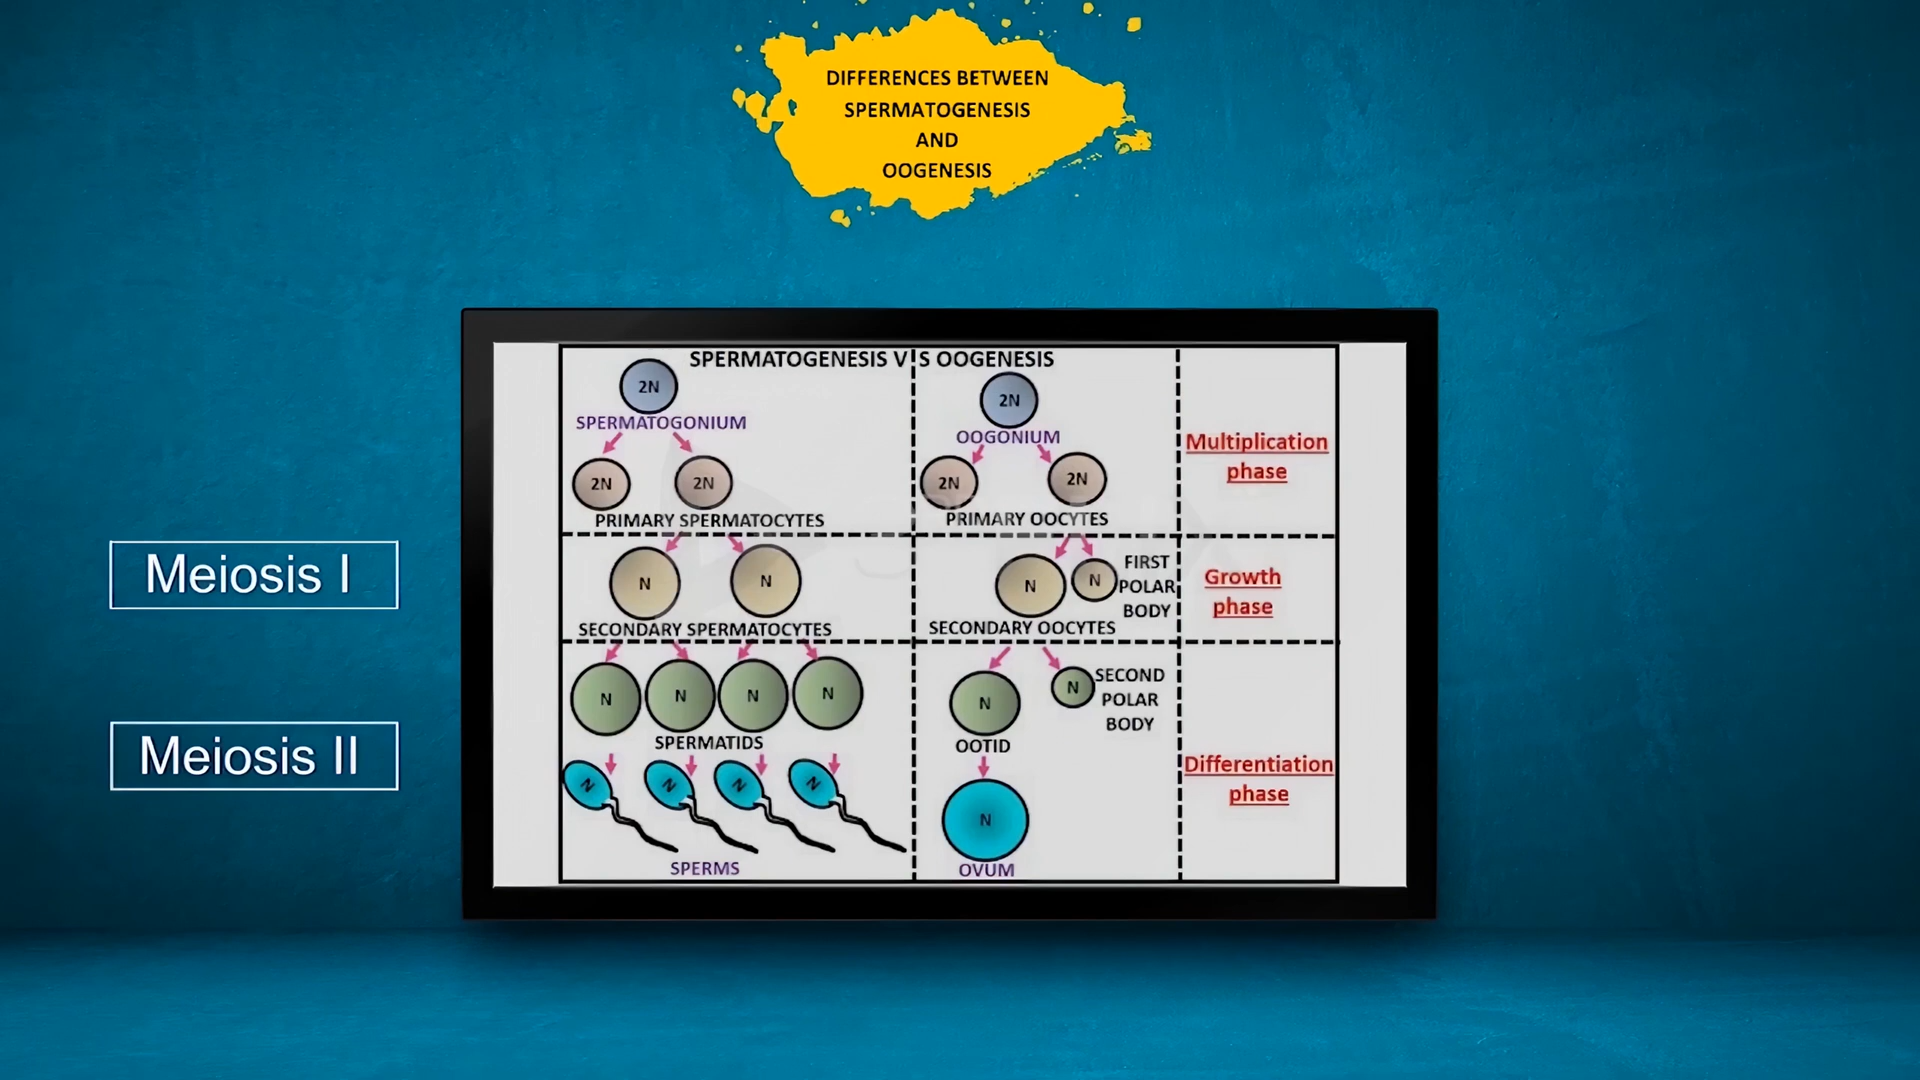 DIFFERENCES BETWEEN
SPERMATOGENESIS
AND
OOGENESIS
SPERMATOGENESIS V S OOGENESIS
2N
SPERMATOGONIUM
2N
2N
PRIMARY SPERMATOCYTES
2N
OOGONIUM
2N
2N
PRIMARY OOCYTES
Multiplication
phase
Meiosis I
N
N
SECONDARY SPERMATOCYTES
N
N
FIRST
POLAR
BODY
SECONDARY OOCYTES
Growth
phase
Meiosis II
N
N
N
N
SPERMATIDS
N
N
N
N
SPERMS
N
N
SECOND
POLAR
BODY
OOTID
N
OVUM
Differentiation
phase